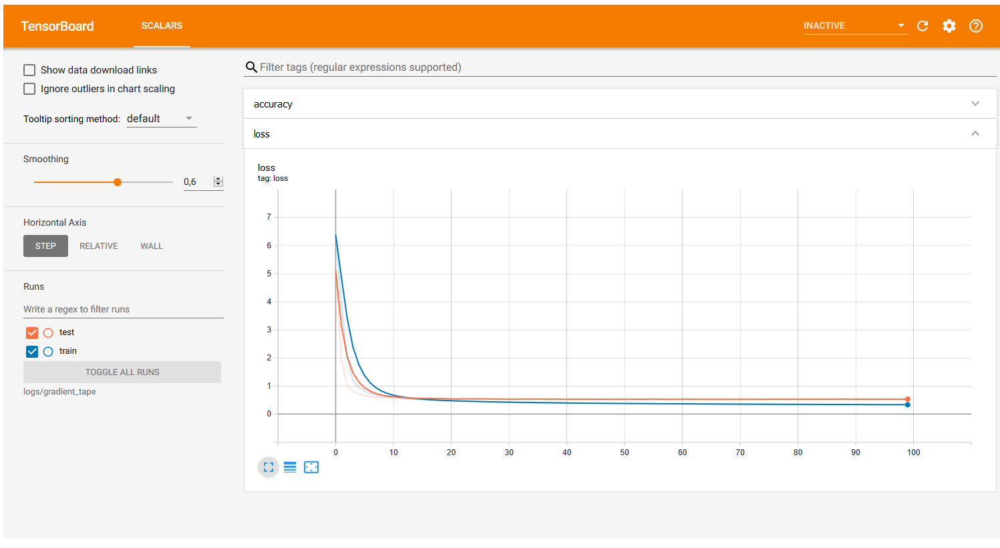 TensorBoard SCALARS INACTIVE
Show data download links
Ignore outliers in chart scaling
Tooltip sorting method: default
Smoothing
0,6
Horizontal Axis
STEP RELATIVE WALL
Runs
Write a regex to filter runs
test
train
TOGGLE ALL RUNS
logs/gradient_tape
Filter tags (regular expressions supported)
accuracy
loss
loss
tag: loss
7
6
5
4
3
2
1
0
0 10 20 30 40 50 60 70 80 90 100